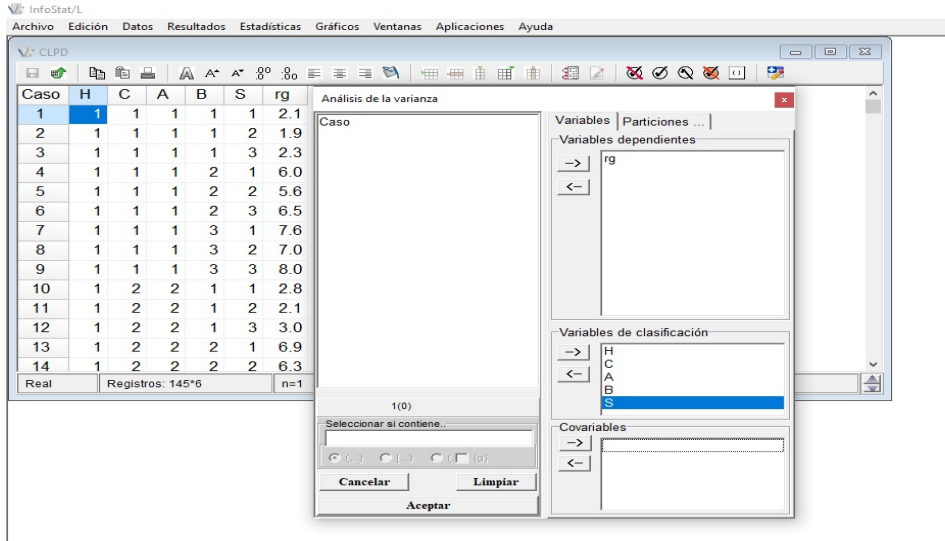 InfoStat/L
Archivo Edición Datos Resultados Estadísticas Gráficos Ventanas Aplicaciones Ayuda
CLPD
Caso H C A B S rg
1 1 1 1 1 1 2.1
2 1 1 1 1 2 1.9
3 1 1 1 1 3 2.3
4 1 1 1 2 1 6.0
5 1 1 1 2 2 5.6
6 1 1 1 2 3 6.5
7 1 1 1 3 1 7.6
8 1 1 1 3 2 7.0
9 1 1 1 3 3 8.0
10 1 2 2 1 1 2.8
11 1 2 2 1 2 2.1
12 1 2 2 1 3 3.0
13 1 2 2 2 1 6.9
14 1 2 2 2 2 6.3
Real Registros: 145*6 n=1
Análisis de la varianza
Caso
1(0)
Seleccionar si contiene..
Cancelar Limpiar
Aceptar
Variables Particiones ...
Variables dependientes
-->
<--
rg
Variables de clasificación
-->
<--
H
C
A
B
S
Covariables
-->
<--